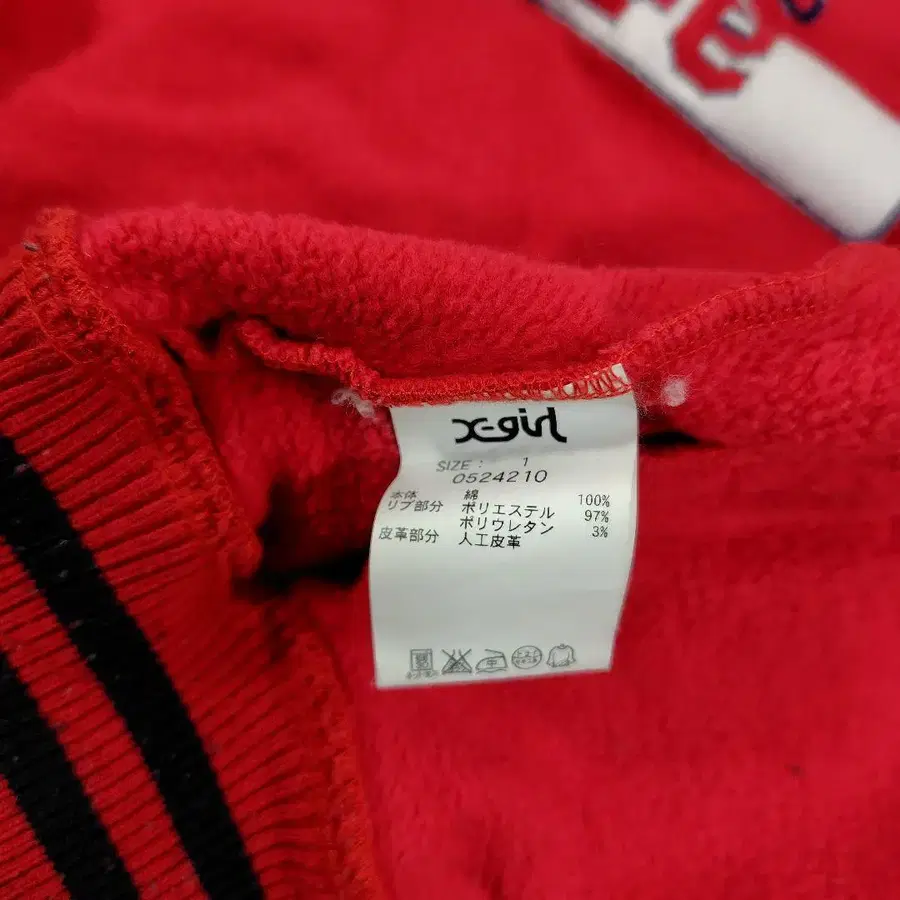 e
X-girl
SIZE : 1
0524210
本体 綿 100%
リブ部分 ポリエステル 97%
ポリウレタン 3%
皮革部分 人工皮革
中